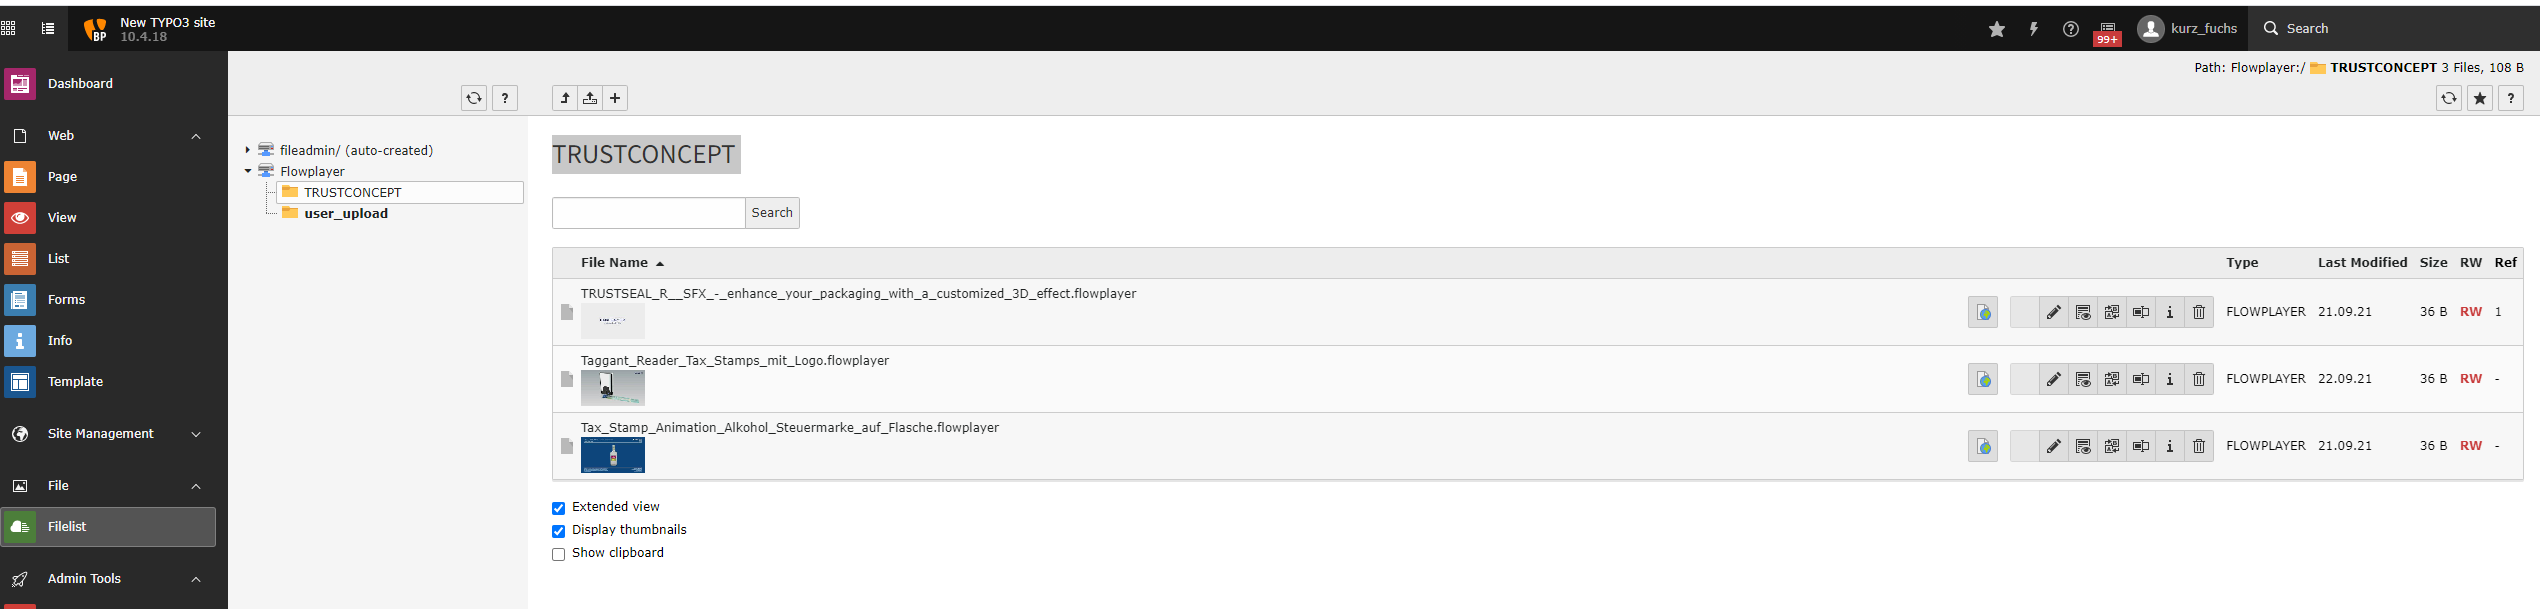 New TYPO3 site
10.4.18
BP
99+
kurz_fuchs
Search
Dashboard
Web
Page
View
List
Forms
Info
Template
Site Management
File
Filelist
Admin Tools
?
fileadmin/ (auto-created)
Flowplayer
TRUSTCONCEPT
user_upload
Path: Flowplayer:/ TRUSTCONCEPT 3 Files, 108 B
?
TRUSTCONCEPT
Search
File Name Type Last Modified Size RW Ref
TRUSTSEAL_R__SFX_-_enhance_your_packaging_with_a_customized_3D_effect.flowplayer
FLOWPLAYER 21.09.21 36 B RW 1
Taggant_Reader_Tax_Stamps_mit_Logo.flowplayer
FLOWPLAYER 22.09.21 36 B RW -
Tax_Stamp_Animation_Alkohol_Steuermarke_auf_Flasche.flowplayer
FLOWPLAYER 21.09.21 36 B RW -
Extended view
Display thumbnails
Show clipboard